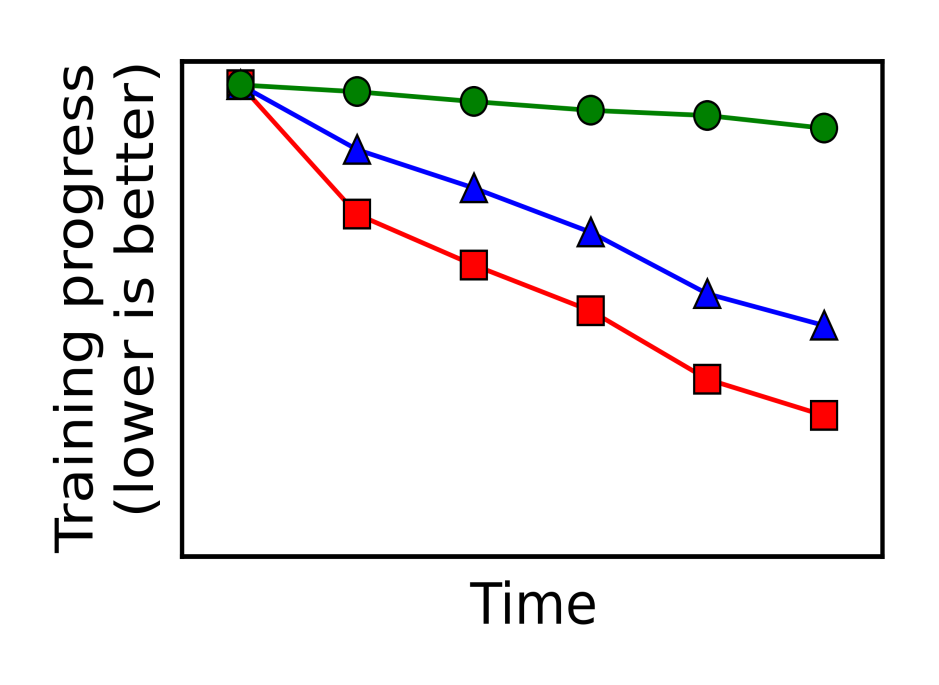 Training progress
(lower is better)
Time